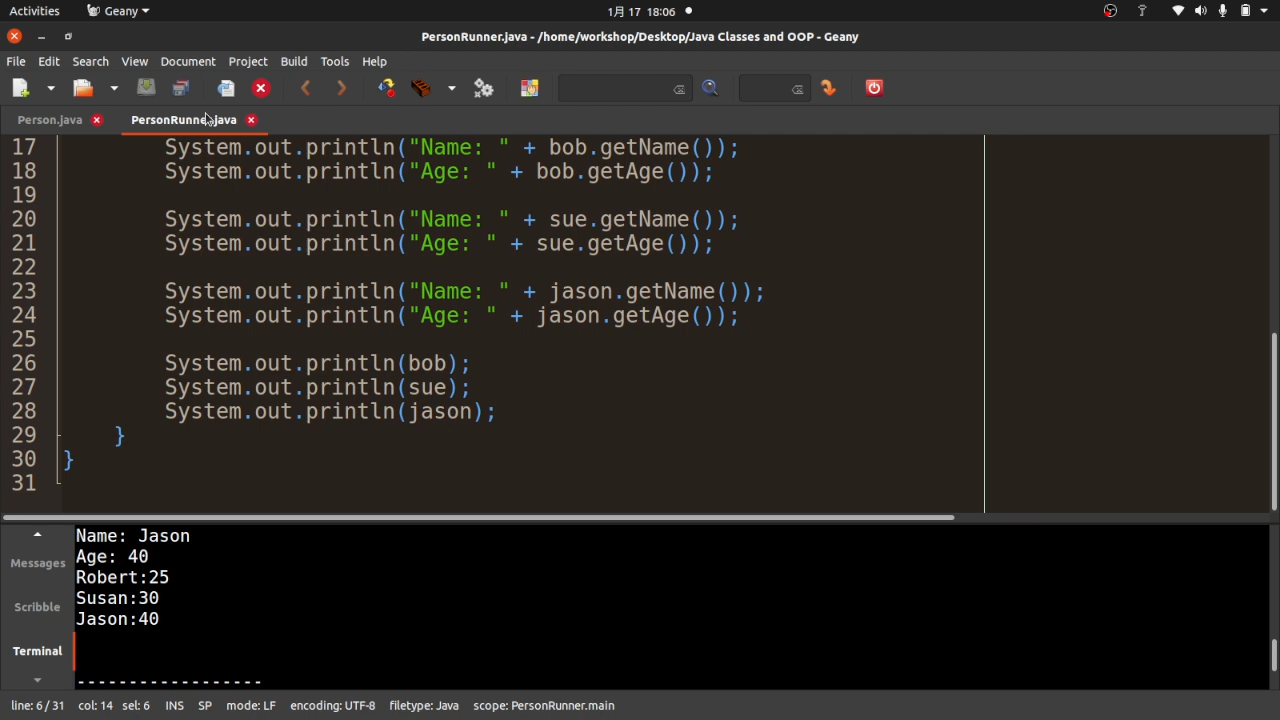 Activities Geany 1月 17 18:06
PersonRunner.java - /home/workshop/Desktop/Java Classes and OOP - Geany
File Edit Search View Document Project Build Tools Help
Person.java PersonRunner.java
17 System.out.println("Name: " + bob.getName());
18 System.out.println("Age: " + bob.getAge());
19
20 System.out.println("Name: " + sue.getName());
21 System.out.println("Age: " + sue.getAge());
22
23 System.out.println("Name: " + jason.getName());
24 System.out.println("Age: " + jason.getAge());
25
26 System.out.println(bob);
27 System.out.println(sue);
28 System.out.println(jason);
29 }
30 }
31
Messages
Scribble
Terminal
Name: Jason
Age: 40
Robert:25
Susan:30
Jason:40
------------------
line: 6 / 31 col: 14 sel: 6 INS SP mode: LF encoding: UTF-8 filetype: Java scope: PersonRunner.main